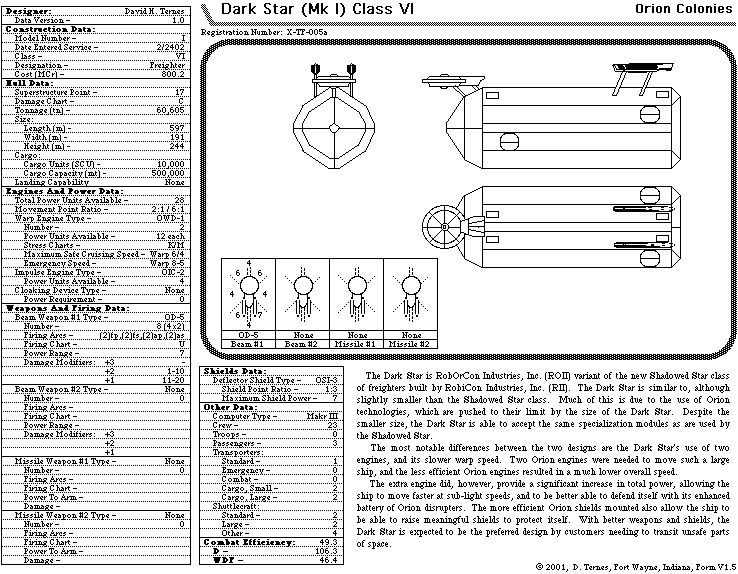 Dark Star (Mk I) Class VI
Orion Colonies
Registration Number: X-TF-005a
Designer: David H. Ternes
Data Version - 1.0
Construction Data:
Model Number - I
Date Entered Service - 2/2402
Class - VI
Designation - Freighter
Cost (MCr) - 800.2
Hull Data:
Superstructure Point - 17
Damage Chart - C
Tonnage (tn) - 60,605
Size:
Length (m) - 597
Width (m) - 191
Height (m) - 244
Cargo:
Cargo Units (SCU) - 10,000
Cargo Capacity (mt) - 500,000
Landing Capability None
Engines And Power Data:
Total Power Units Available - 28
Movement Point Ratio - 2:1/6:1
Warp Engine Type - OWD-1
Number - 2
Power Units Available - 12 each
Stress Charts - K/M
Maximum Safe Cruising Speed - Warp 6/4
Emergency Speed - Warp 8-5
Impulse Engine Type - OIC-2
Power Units Available - 4
Cloaking Device Type - None
Power Requirement - 0
Weapons And Firing Data:
Beam Weapon #1 Type - OD-5
Number - 8 (4x2)
Firing Arcs - (2)fp,(2)fs,(2)ap,(2)as
Firing Chart - U
Power Range - 7
Damage Modifiers: +3 -
+2 1-10
+1 11-20
Beam Weapon #2 Type - None
Number - 0
Firing Arcs -
Firing Chart -
Power Range -
Damage Modifiers: +3
+2
+1
Missile Weapon #1 Type - None
Number - 0
Firing Arcs -
Firing Chart -
Power To Arm -
Damage -
Missile Weapon #2 Type - None
Number - 0
Firing Arcs -
Firing Chart -
Power To Arm -
Damage -
4
6 6
4 4
7
4
OD-5 None None None
Beam #1 Beam #2 Missile #1 Missile #2
Shields Data:
Deflector Shield Type - OSI-3
Shield Point Ratio - 1:3
Maximum Shield Power - 7
Other Data:
Computer Type - Makr III
Crew - 23
Troops - 0
Passengers - 3
Transporters:
Standard - 1
Emergency - 0
Combat - 0
Cargo, Small - 2
Cargo, Large - 2
Shuttlecraft:
Standard - 2
Large - 2
Other - 4
Combat Efficiency: 49.3
D - 106.3
WDF - 46.4
The Dark Star is RobOrCon Industries, Inc. (ROII) variant of the new Shadowed Star class
of freighters built by RobiCon Industries, Inc. (RII). The Dark Star is similar to, although
slightly smaller than the Shadowed Star class. Much of this is due to the use of Orion
technologies, which are pushed to their limit by the size of the Dark Star. Despite the
smaller size, the Dark Star is able to accept the same specialization modules as are used by
the Shadowed Star.
The most notable differences between the two designs are the Dark Star's use of two
engines, and its slower warp speed. Two Orion engines were needed to move such a large
ship, and the less efficient Orion engines resulted in a much lower overall speed.
The extra engine did, however, provide a significant increase in total power, allowing the
ship to move faster at sub-light speeds, and to be better able to defend itself with its enhanced
battery of Orion disrupters. The more efficient Orion shields mounted also allow the ship to
be able to raise meaningful shields to protect itself. With better weapons and shields, the
Dark Star is expected to be the preferred design by customers needing to transit unsafe parts
of space.
© 2001, D. Ternes, Fort Wayne, Indiana, Form V1.5